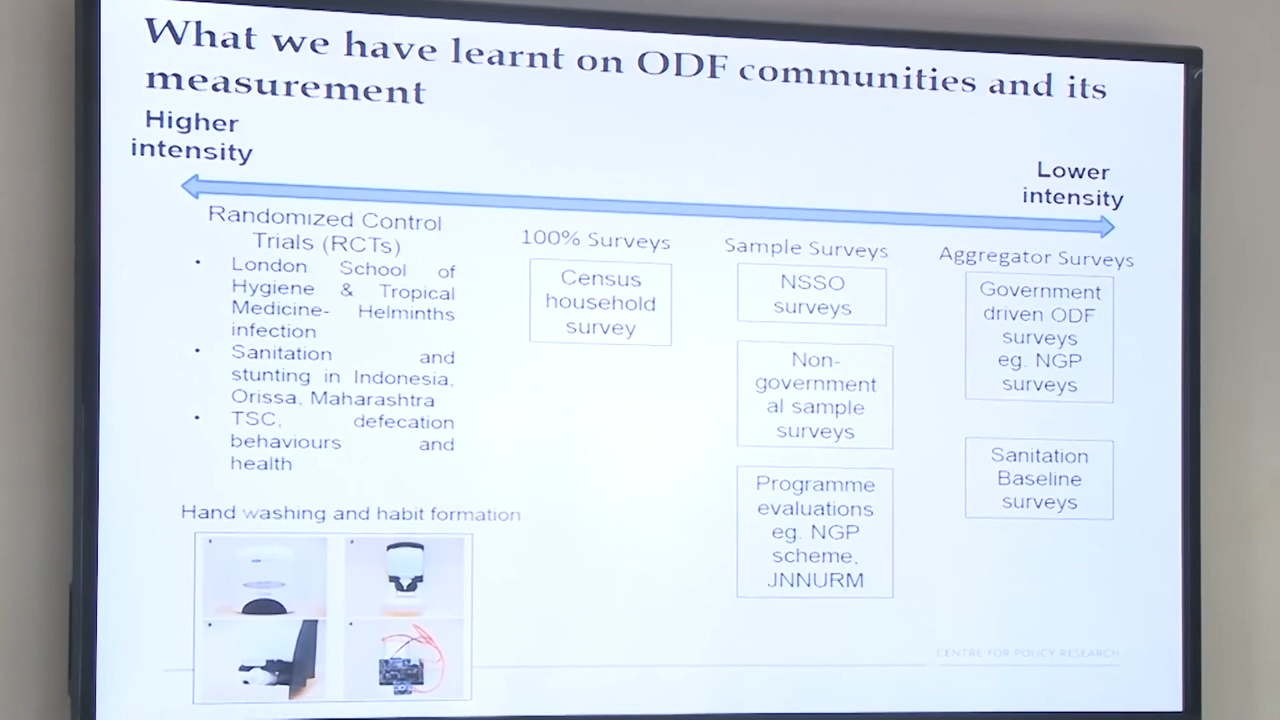 What we have learnt on ODF communities and its
measurement
Higher
intensity
Lower
intensity
Randomized Control
Trials (RCTs)
• London School of
Hygiene & Tropical
Medicine- Helminths
infection
• Sanitation and
stunting in Indonesia,
Orissa, Maharashtra
• TSC, defecation
behaviours and
health
Hand washing and habit formation
100% Surveys
Census
household
survey
Sample Surveys
NSSO
surveys
Non-
government
al sample
surveys
Programme
evaluations
eg. NGP
scheme,
JNNURM
Aggregator Surveys
Government
driven ODF
surveys
eg. NGP
surveys
Sanitation
Baseline
surveys
CENTRE FOR POLICY RESEARCH